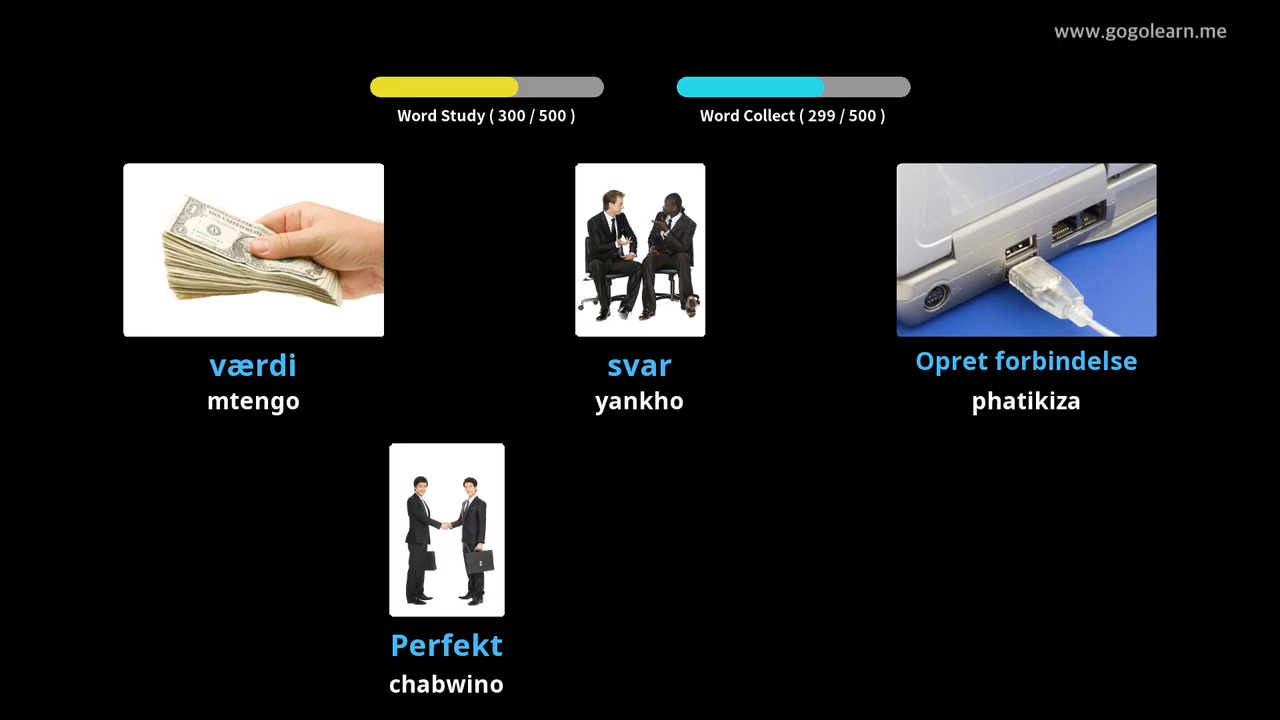 www.gogolearn.me
Word Study ( 300 / 500 )
Word Collect ( 299 / 500 )
værdi
svar
Opret forbindelse
mtengo
yankho
phatikiza
Perfekt
chabwino